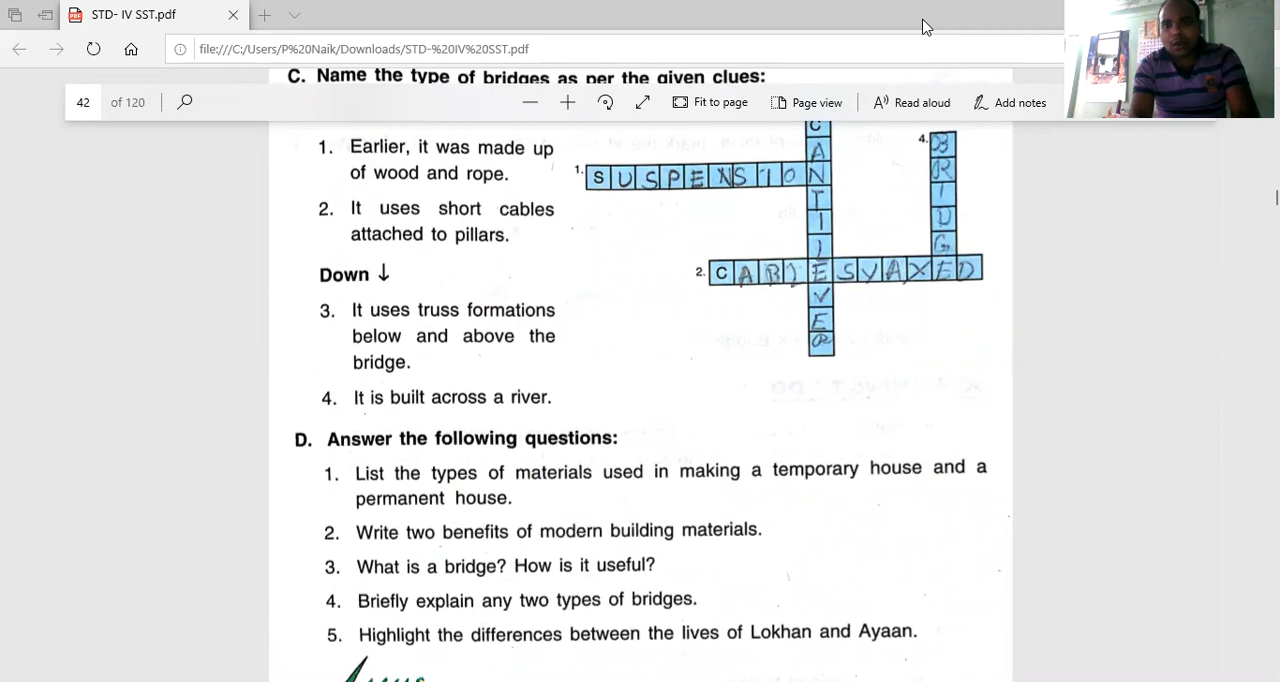 STD- IV SST.pdf
file:///C:/Users/P%20Naik/Downloads/STD-%20IV%20SST.pdf
C. Name the type of bridges as per the given clues:
42 of 120 Fit to page Page view Read aloud Add notes
1. Earlier, it was made up
of wood and rope.
2. It uses short cables
attached to pillars.
Down ↓
3. It uses truss formations
below and above the
bridge.
4. It is built across a river.
1. SUSPENSION
CANTILEVER
4. BRIDGE
2. CABLESYAXED
D. Answer the following questions:
1. List the types of materials used in making a temporary house and a
permanent house.
2. Write two benefits of modern building materials.
3. What is a bridge? How is it useful?
4. Briefly explain any two types of bridges.
5. Highlight the differences between the lives of Lokhan and Ayaan.